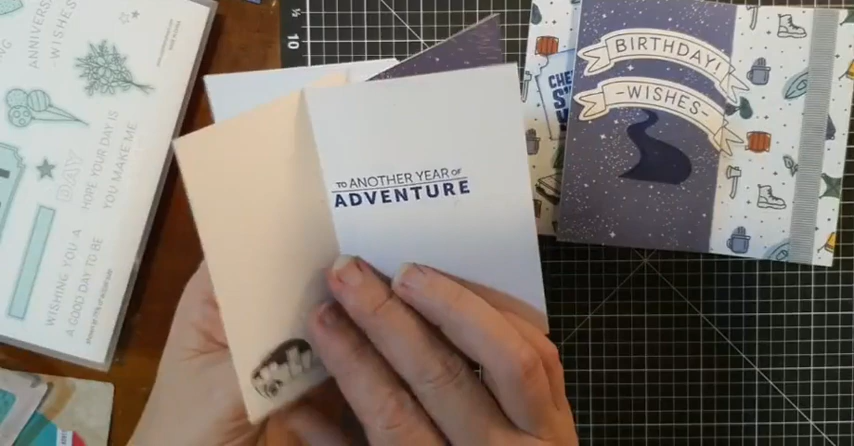 ANNIVERS
WISHES
DAY
HOPE YOUR DAY IS
YOU MAKE ME
WISHING YOU A
A GOOD DAY TO BE
10
TO ANOTHER YEAR OF
ADVENTURE
BIRTHDAY!
-WISHES-